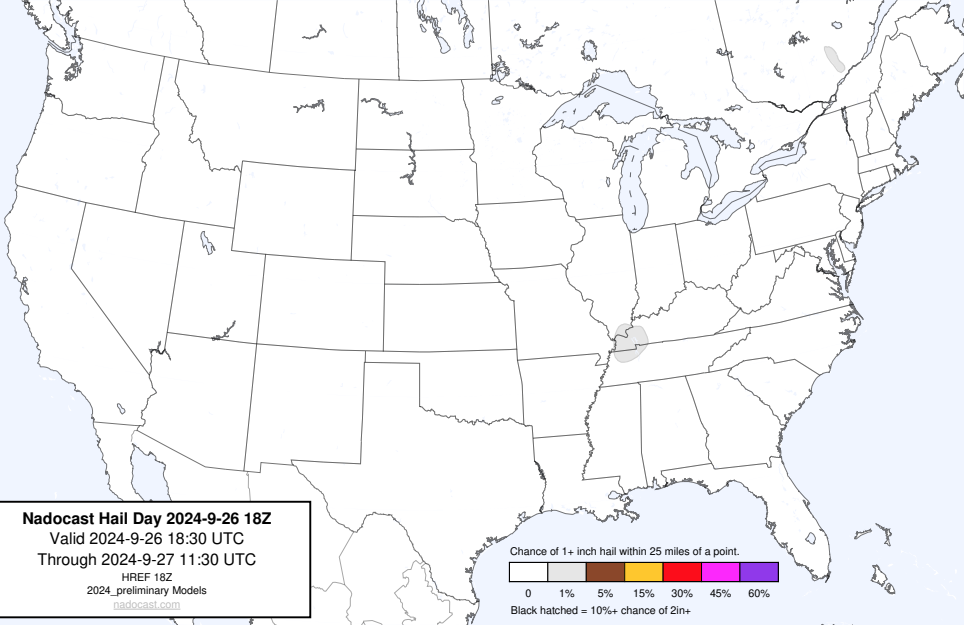 Nadocast Hail Day 2024-9-26 18Z
Valid 2024-9-26 18:30 UTC
Through 2024-9-27 11:30 UTC
HREF 18Z
2024_preliminary Models
nadocast.com
Chance of 1+ inch hail within 25 miles of a point.
0 1% 5% 15% 30% 45% 60%
Black hatched = 10%+ chance of 2in+